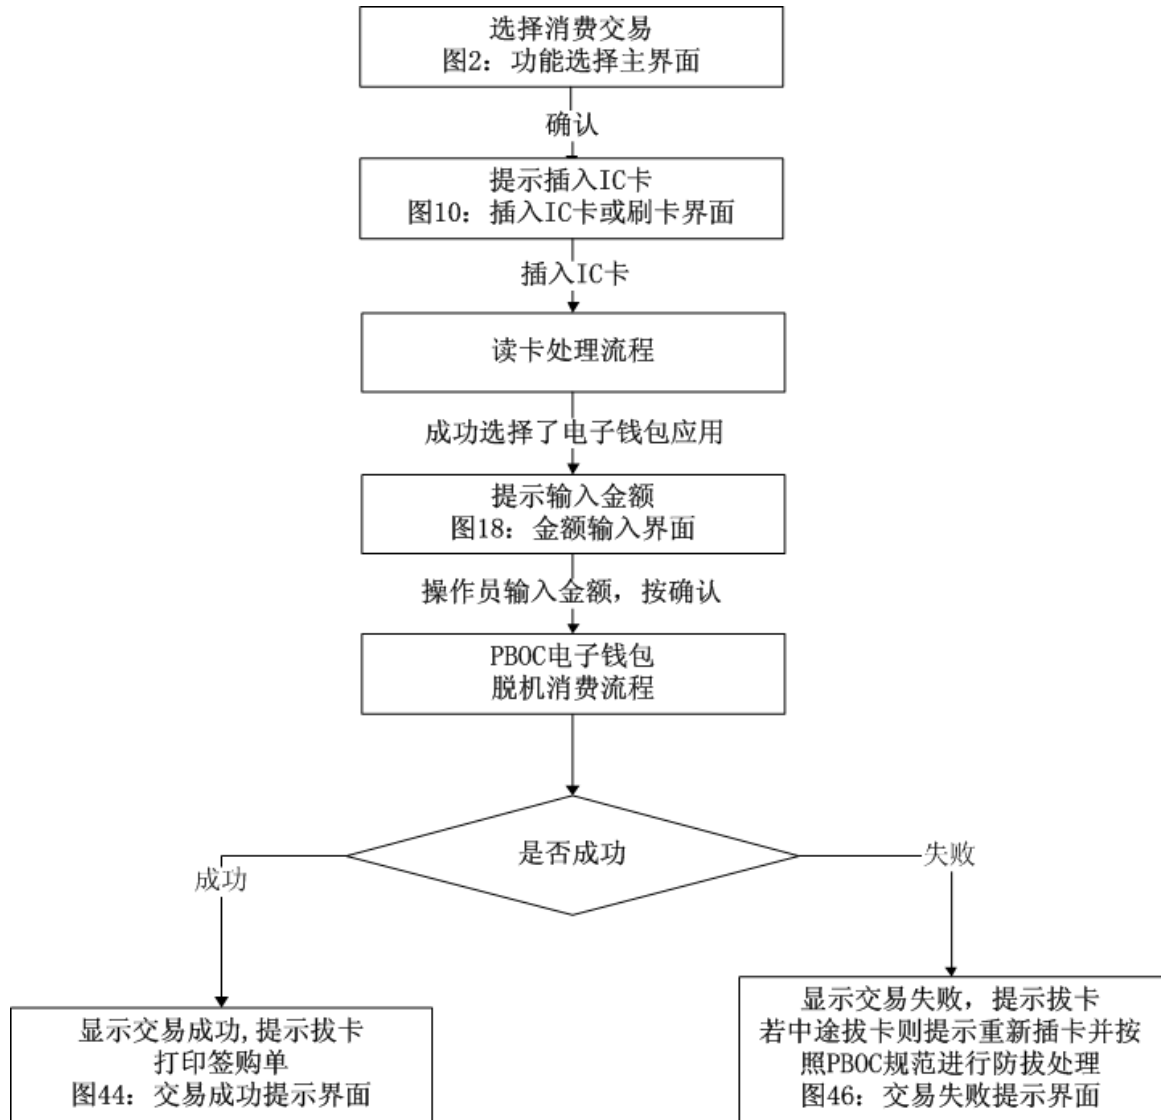 选择消费交易
图2：功能选择主界面
确认
提示插入IC卡
图10：插入IC卡或刷卡界面
插入IC卡
读卡处理流程
成功选择了电子钱包应用
提示输入金额
图18：金额输入界面
操作员输入金额，按确认
PBOC电子钱包
脱机消费流程
是否成功
成功
失败
显示交易成功,提示拔卡
打印签购单
图44：交易成功提示界面
显示交易失败，提示拔卡
若中途拔卡则提示重新插卡并按
照PBOC规范进行防拔处理
图46：交易失败提示界面